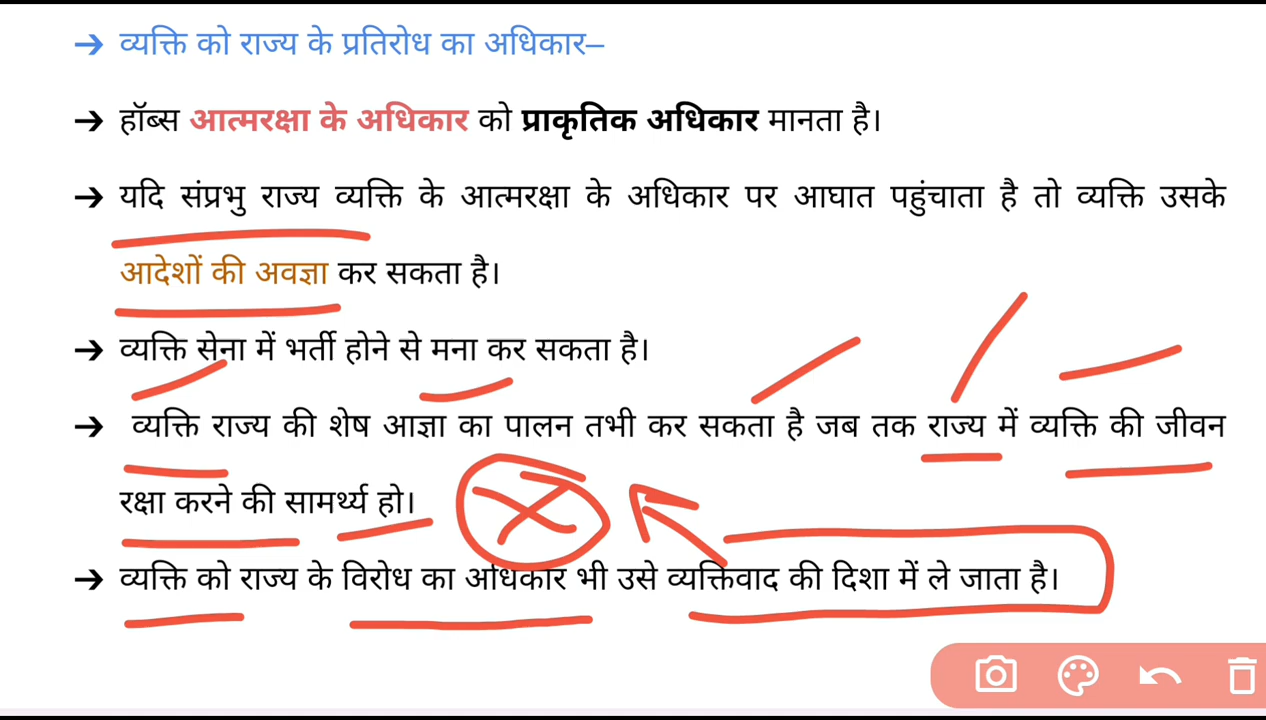 → व्यक्ति को राज्य के प्रतिरोध का अधिकार–
→ हॉब्स आत्मरक्षा के अधिकार को प्राकृतिक अधिकार मानता है।
→ यदि संप्रभु राज्य व्यक्ति के आत्मरक्षा के अधिकार पर आघात पहुंचाता है तो व्यक्ति उसके
आदेशों की अवज्ञा कर सकता है।
→ व्यक्ति सेना में भर्ती होने से मना कर सकता है।
→ व्यक्ति राज्य की शेष आज्ञा का पालन तभी कर सकता है जब तक राज्य में व्यक्ति की जीवन
रक्षा करने की सामर्थ्य हो।
→ व्यक्ति को राज्य के विरोध का अधिकार भी उसे व्यक्तिवाद की दिशा में ले जाता है।